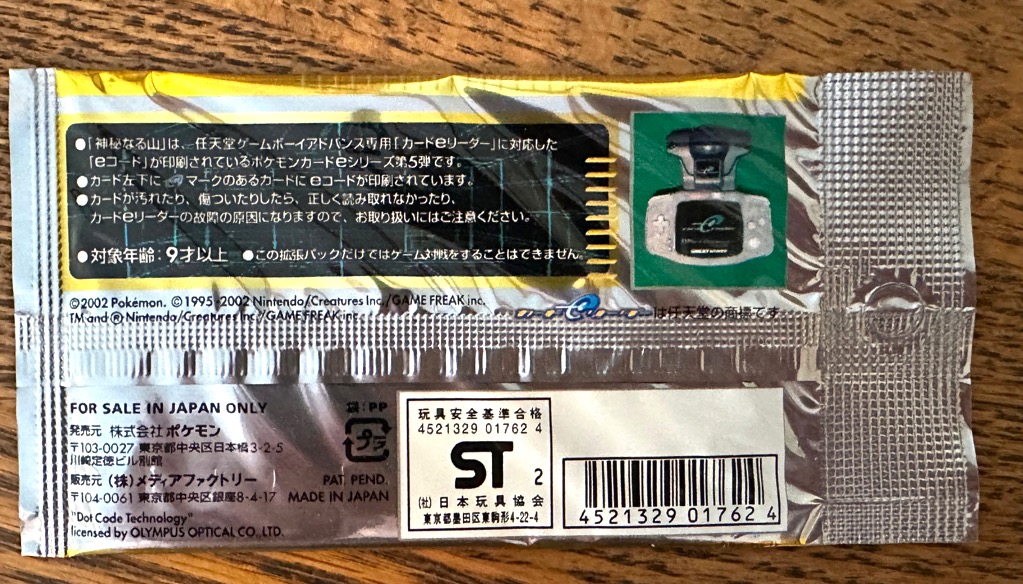 ●「神秘なる山」は、任天堂ゲームボーイアドバンス専用「カードeリーダー」に対応した
「eコード」が印刷されているポケモンカードeシリーズ第5弾です。
●カード左下に マークのあるカードにeコードが印刷されています。
●カードが汚れたり、傷ついたりしたら、正しく読み取れなかったり、
カードeリーダーの故障の原因になりますので、お取り扱いにはご注意ください。
●対象年齢:9才以上 ●この拡張パックだけではゲーム対戦をすることはできません。
©2002 Pokémon. ©1995-2002 Nintendo/Creatures Inc./GAME FREAK inc.
TM and ® Nintendo/Creatures Inc./GAME FREAK inc.
カードeリーダーは任天堂の商標です。
FOR SALE IN JAPAN ONLY
発売元 株式会社ポケモン
〒103-0027 東京都中央区日本橋3-2-5
川崎定徳ビル別館
販売元 (株)メディアファクトリー
〒104-0061 東京都中央区銀座8-4-17
"Dot Code Technology"
licensed by OLYMPUS OPTICAL CO., LTD.
袋:PP
プラ
PAT. PEND.
MADE IN JAPAN
玩具安全基準合格
4521329 01762 4
ST 2
(社)日本玩具協会
東京都墨田区東駒形4-22-4
4521329 017624